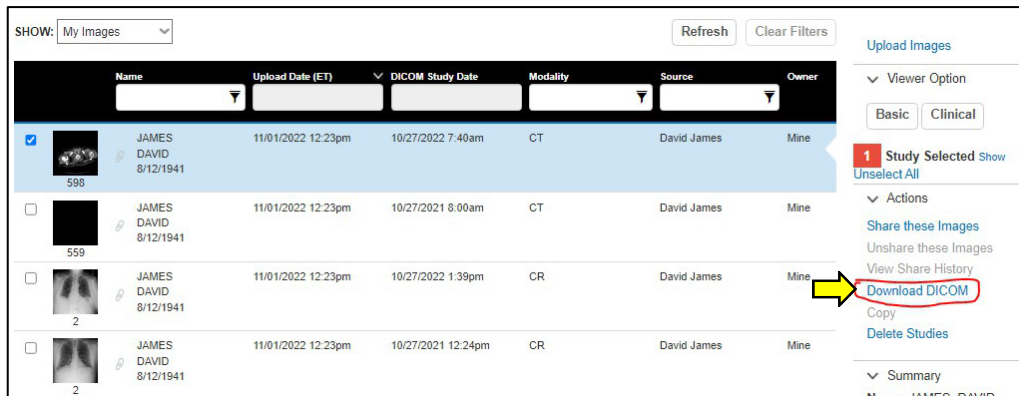 SHOW: My Images
Refresh
Clear Filters
Upload Images
Name
Upload Date (ET)
DICOM Study Date
Modality
Source
Owner
Viewer Option
Basic
Clinical
JAMES
DAVID
8/12/1941
11/01/2022 12:23pm
10/27/2022 7:40am
CT
David James
Mine
598
1 Study Selected Show
Unselect All
Actions
JAMES
DAVID
8/12/1941
11/01/2022 12:23pm
10/27/2021 8:00am
CT
David James
Mine
559
Share these Images
Unshare these Images
View Share History
JAMES
DAVID
8/12/1941
11/01/2022 12:23pm
10/27/2022 1:39pm
CR
David James
Mine
2
Download DICOM
Copy
Delete Studies
JAMES
DAVID
8/12/1941
11/01/2022 12:23pm
10/27/2021 12:24pm
CR
David James
Mine
2
Summary
JAMES, DAVID